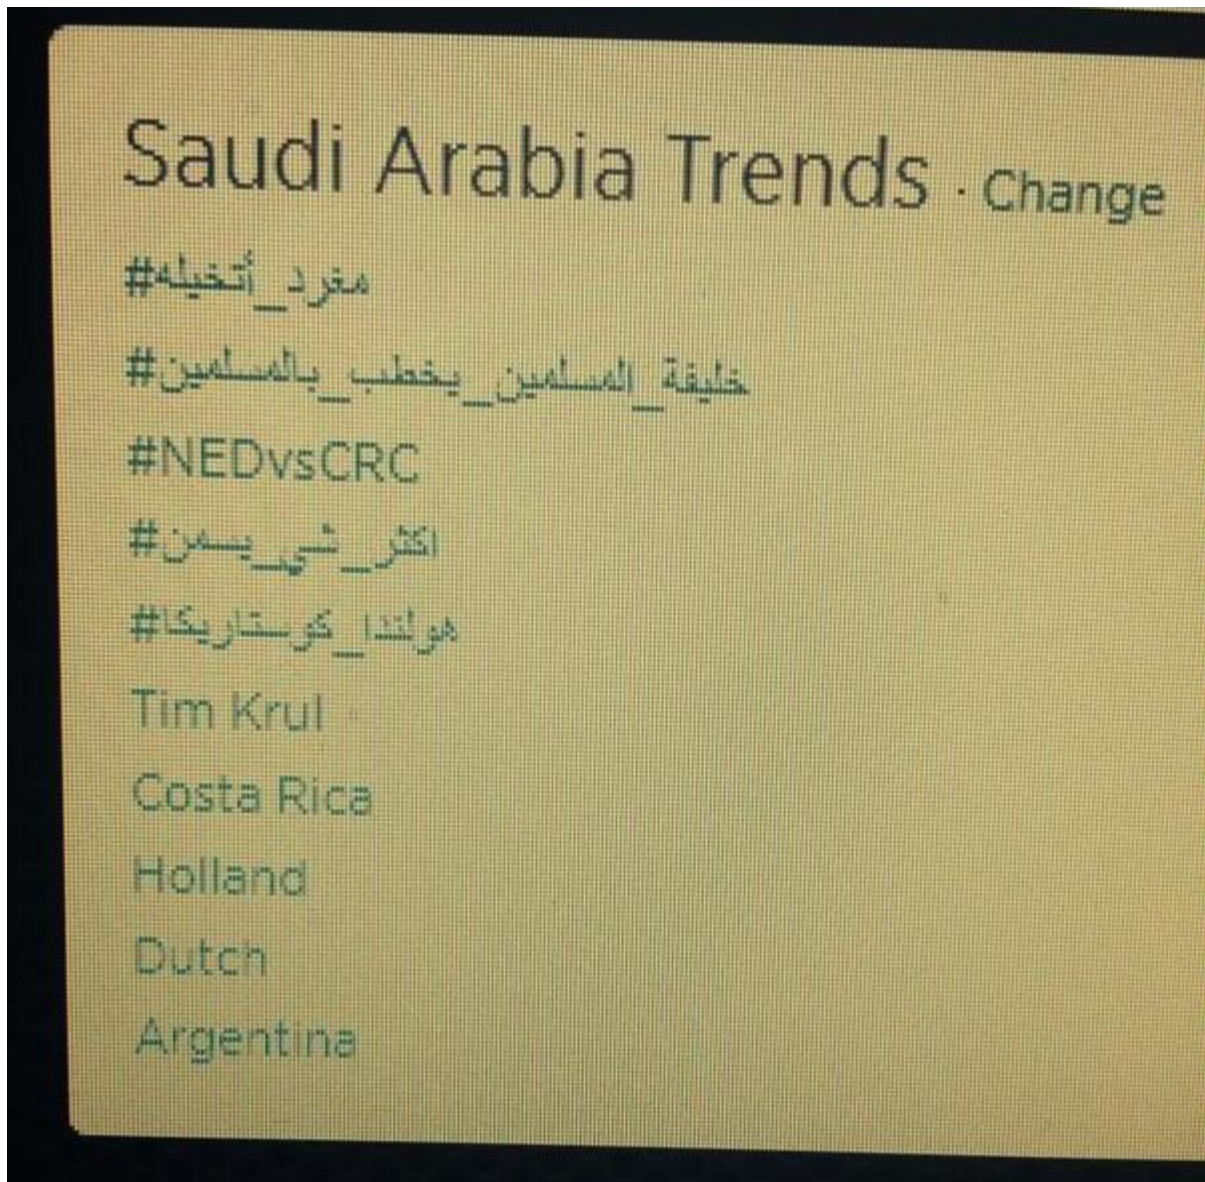 Saudi Arabia Trends · Change
#مغرد_أتخيله
#خليفة_المسلمين_يخطب_بالمسلمين
#NEDvsCRC
#اكثر_شي_يسمن
#هولندا_كوستاريكا
Tim Krul
Costa Rica
Holland
Dutch
Argentina